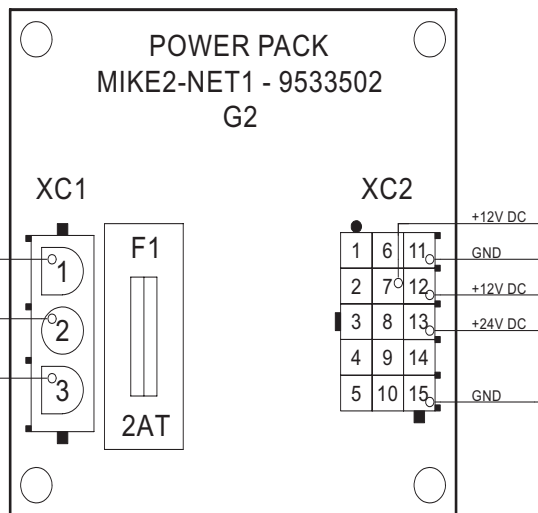 POWER PACK
MIKE2-NET1 - 9533502
G2
XC1
XC2
F1
2AT
1
2
3
1 6 11
2 7 12
3 8 13
4 9 14
5 10 15
+12V DC
GND
+12V DC
+24V DC
GND